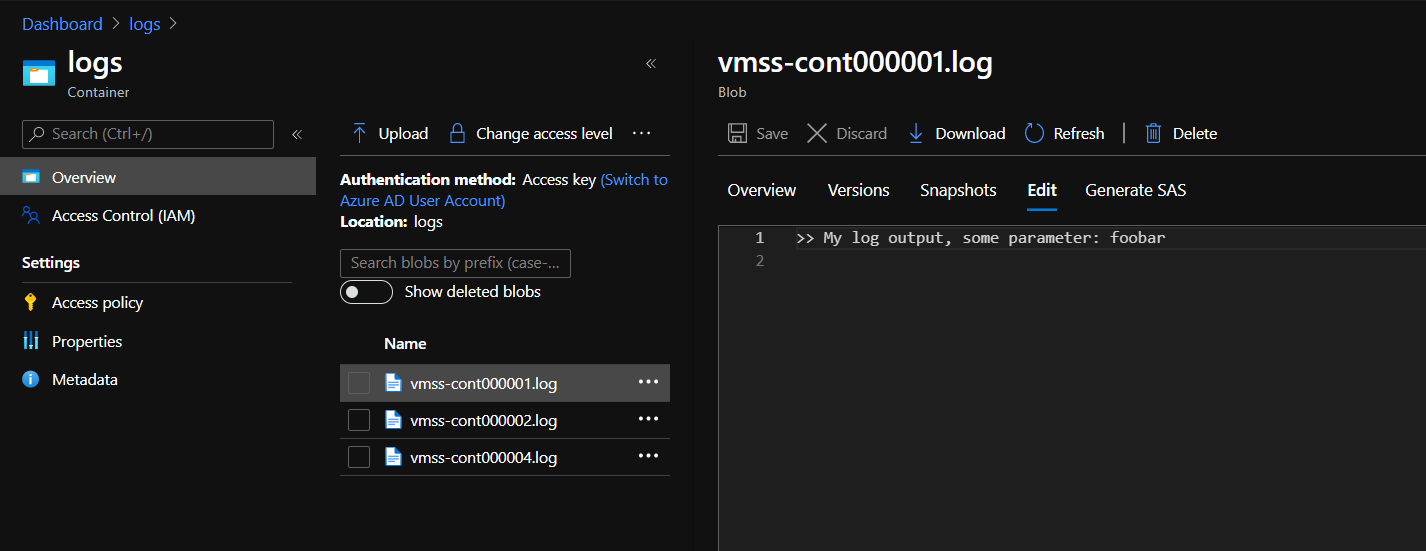 Dashboard > logs >
logs
Container
«
Search (Ctrl+/)
«
Overview
Access Control (IAM)
Settings
Access policy
Properties
Metadata
Upload Change access level ...
Authentication method: Access key (Switch to
Azure AD User Account)
Location: logs
Search blobs by prefix (case-...
Show deleted blobs
Name
vmss-cont000001.log ...
vmss-cont000002.log ...
vmss-cont000004.log ...
vmss-cont000001.log
Blob
Save Discard Download Refresh | Delete
Overview Versions Snapshots Edit Generate SAS
1 >> My log output, some parameter: foobar
2